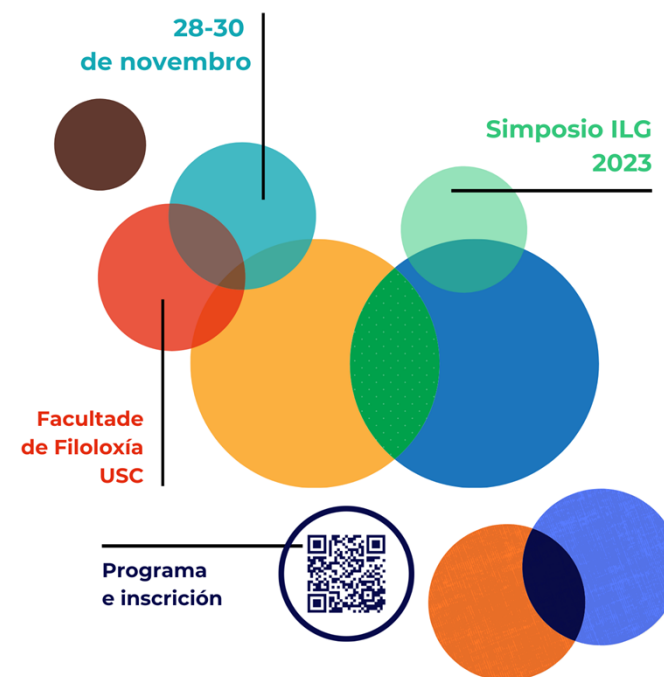 28-30
de novembro
Simposio ILG
2023
Facultade
de Filoloxía
USC
Programa
e inscrición